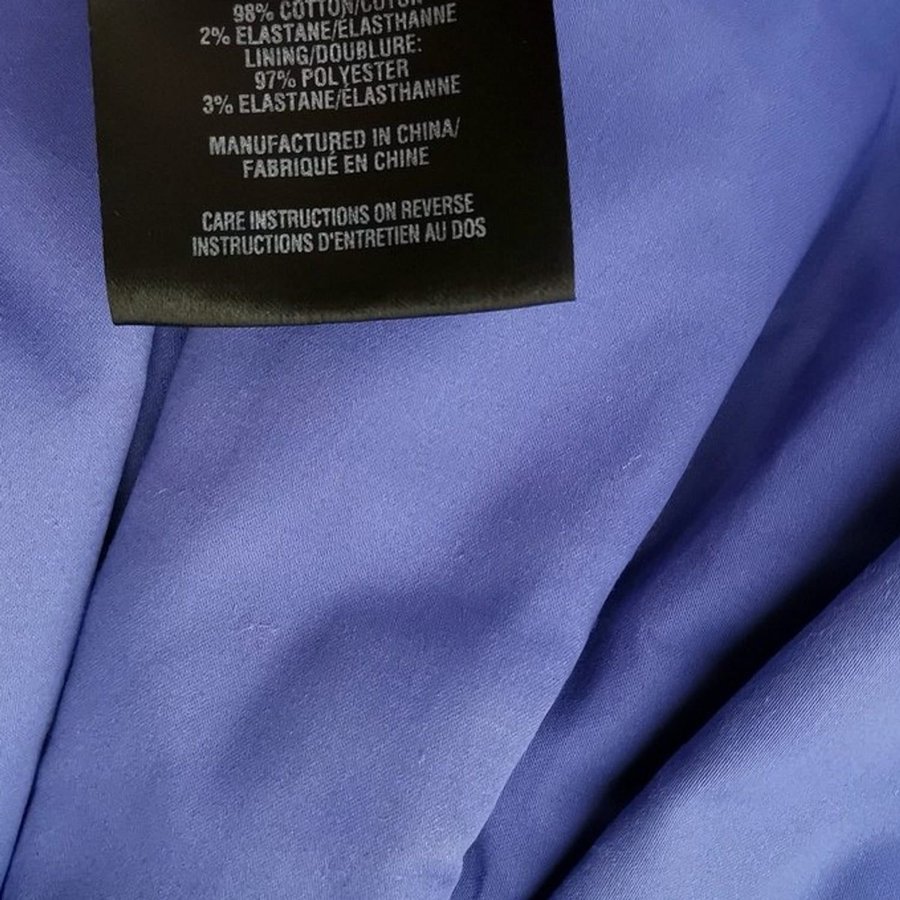 98% COTTON/COTON
2% ELASTANE/ÉLASTHANNE
LINING/DOUBLURE:
97% POLYESTER
3% ELASTANE/ÉLASTHANNE
MANUFACTURED IN CHINA/
FABRIQUÉ EN CHINE
CARE INSTRUCTIONS ON REVERSE
INSTRUCTIONS D'ENTRETIEN AU DOS